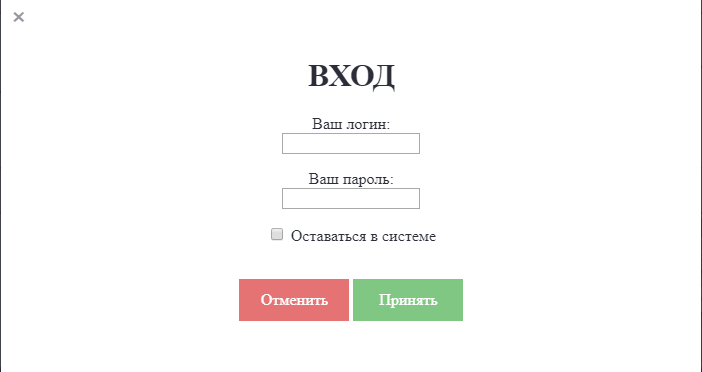 ВХОД
Ваш логин:
Ваш пароль:
Оставаться в системе
Отменить Принять